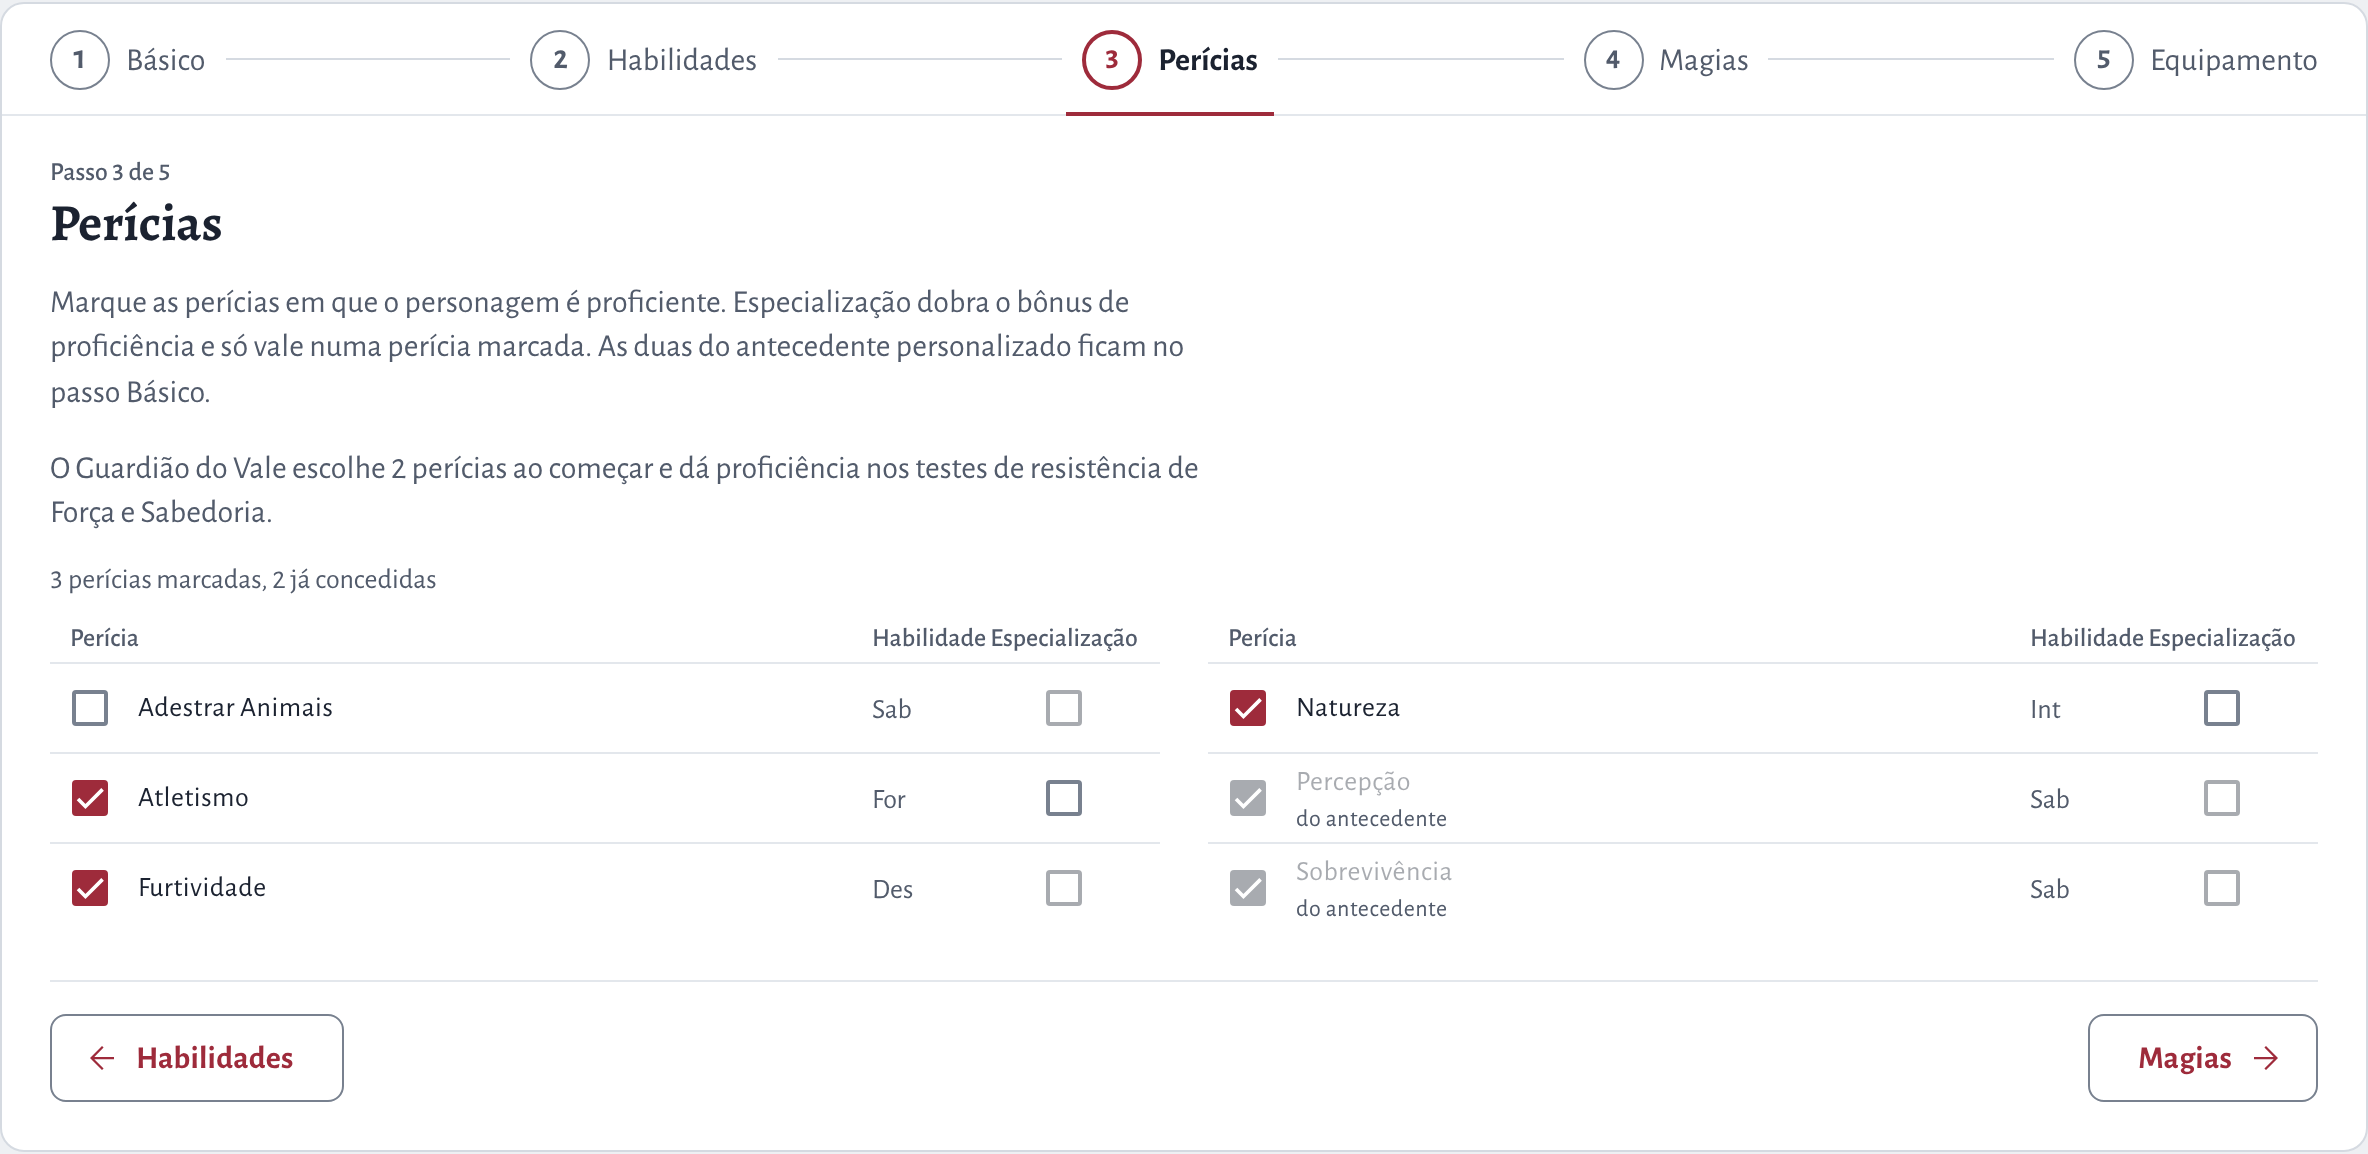 1 Básico 2 Habilidades 3 Perícias 4 Magias 5 Equipamento
Passo 3 de 5
Perícias
Marque as perícias em que o personagem é proficiente. Especialização dobra o bônus de
proficiência e só vale numa perícia marcada. As duas do antecedente personalizado ficam no
passo Básico.
O Guardião do Vale escolhe 2 perícias ao começar e dá proficiência nos testes de resistência de
Força e Sabedoria.
3 perícias marcadas, 2 já concedidas
Perícia Habilidade Especialização
Adestrar Animais Sab
Atletismo For
Furtividade Des
Perícia Habilidade Especialização
Natureza Int
Percepção Sab
do antecedente
Sobrevivência Sab
do antecedente
← Habilidades
Magias →